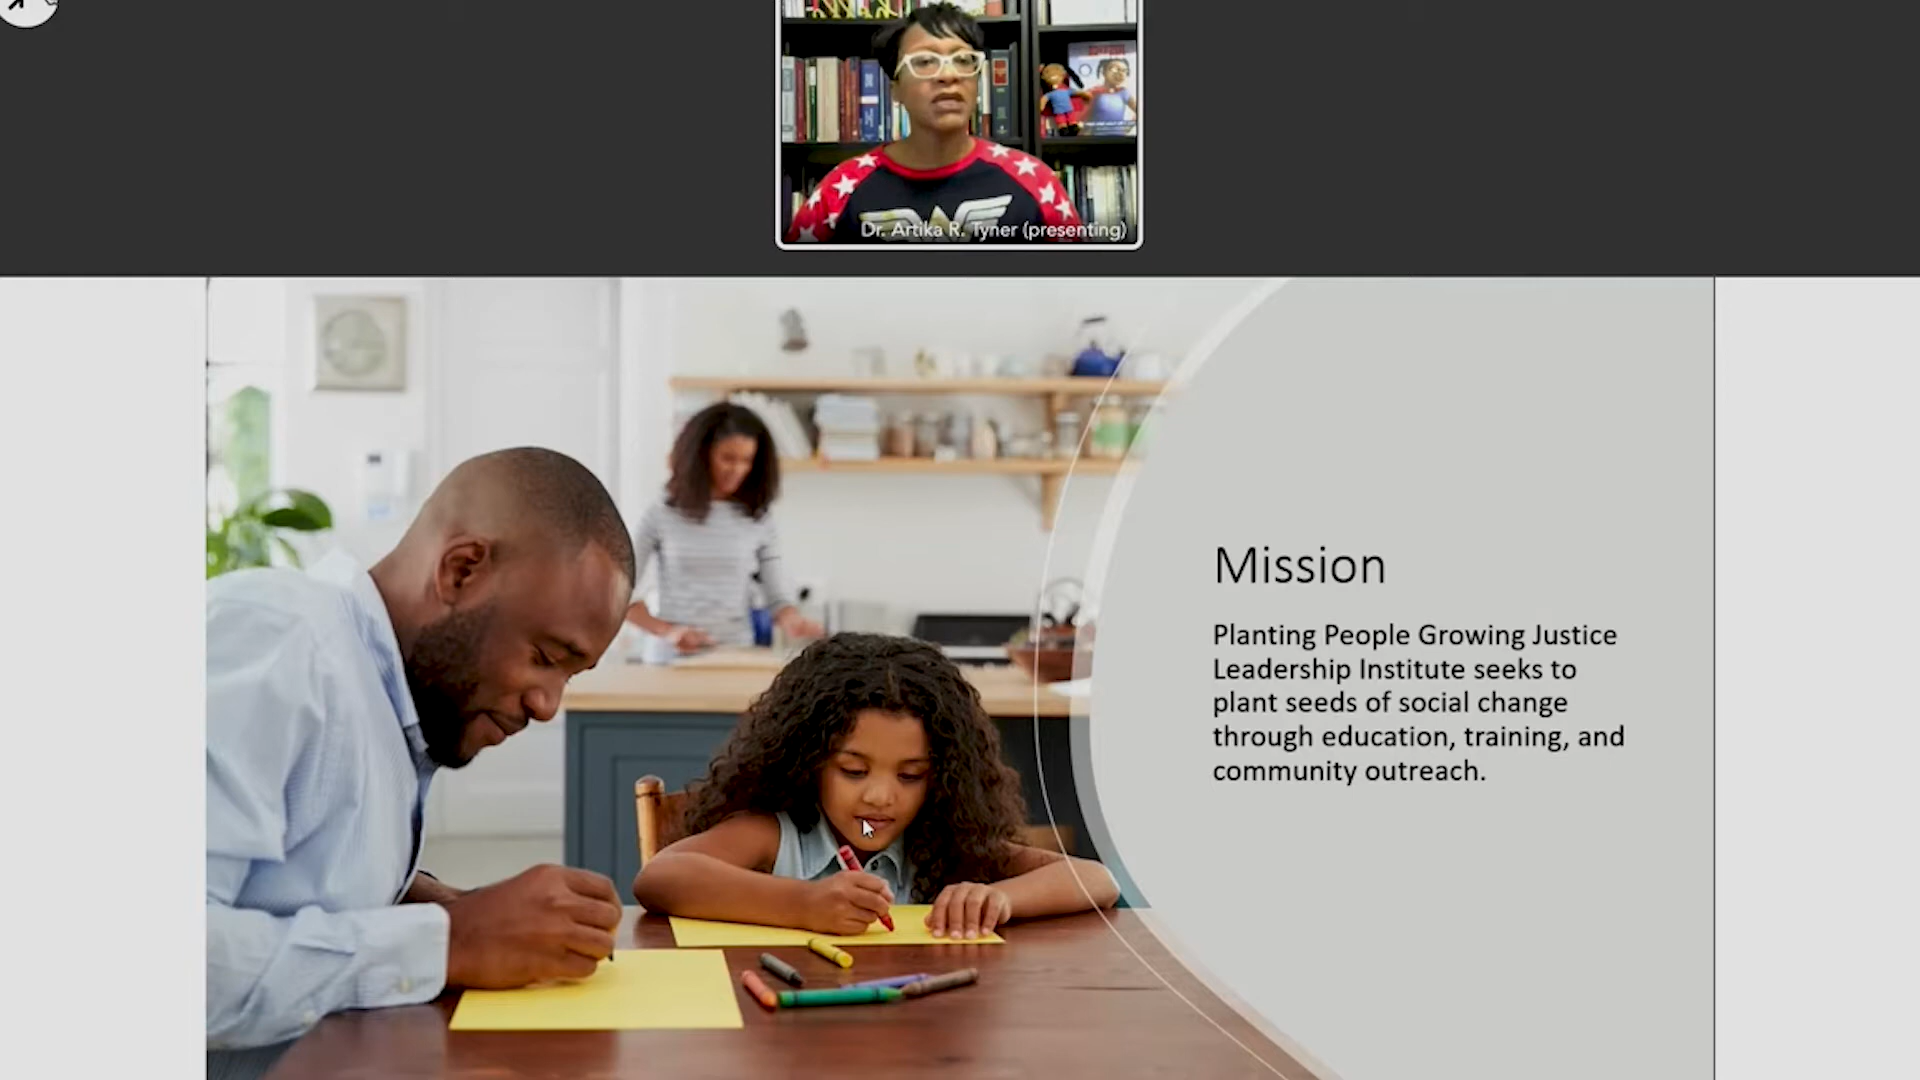 Dr. Artika R. Tyner (presenting)
Mission
Planting People Growing Justice
Leadership Institute seeks to
plant seeds of social change
through education, training, and
community outreach.